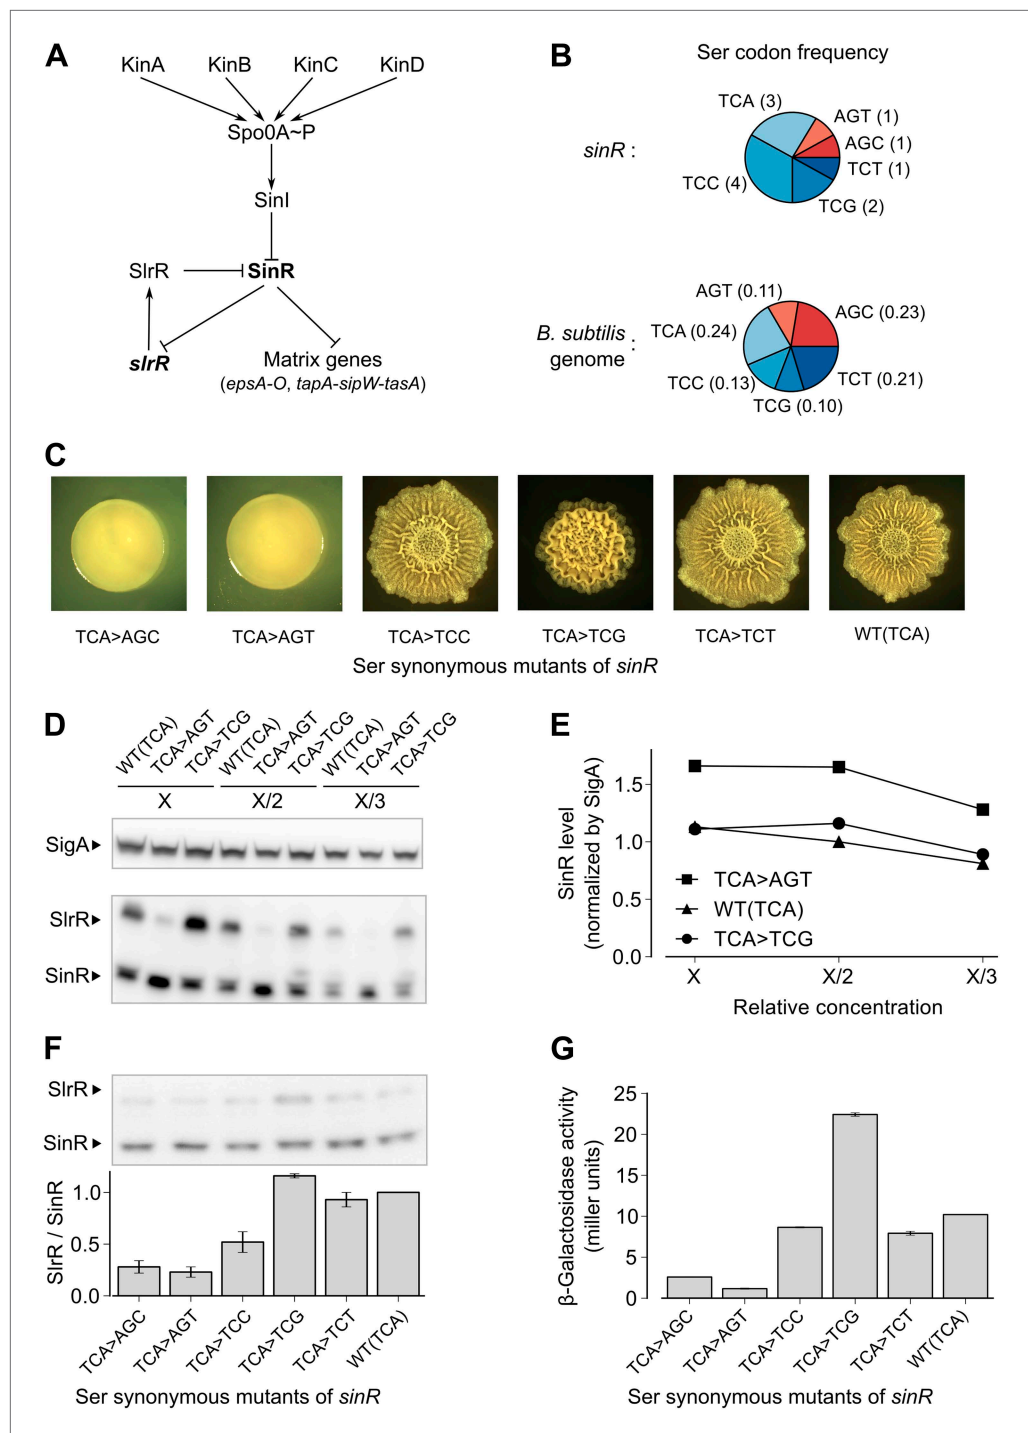 A
KinA KinB KinC KinD
Spo0A~P
SinI
SlrR SinR
slrR Matrix genes
(epsA-O, tapA-sipW-tasA)
B
Ser codon frequency
sinR :
TCA (3)
AGT (1)
AGC (1)
TCT (1)
TCG (2)
TCC (4)
B. subtilis
genome :
AGT (0.11)
AGC (0.23)
TCA (0.24)
TCT (0.21)
TCC (0.13)
TCG (0.10)
C
TCA>AGC TCA>AGT TCA>TCC TCA>TCG TCA>TCT WT(TCA)
Ser synonymous mutants of sinR
D
WT(TCA) TCA>AGT TCA>TCG WT(TCA) TCA>AGT TCA>TCG WT(TCA) TCA>AGT TCA>TCG
X X/2 X/3
SigA
SlrR
SinR
E
SinR level
(normalized by SigA)
1.5
1.0
0.5
0.0
TCA>AGT
WT(TCA)
TCA>TCG
X X/2 X/3
Relative concentration
F
SlrR
SinR
SlrR / SinR
1.0
0.5
0.0
TCA>AGC TCA>AGT TCA>TCC TCA>TCG TCA>TCT WT(TCA)
Ser synonymous mutants of sinR
G
β-Galactosidase activity
(miller units)
25
20
15
10
5
0
TCA>AGC TCA>AGT TCA>TCC TCA>TCG TCA>TCT WT(TCA)
Ser synonymous mutants of sinR